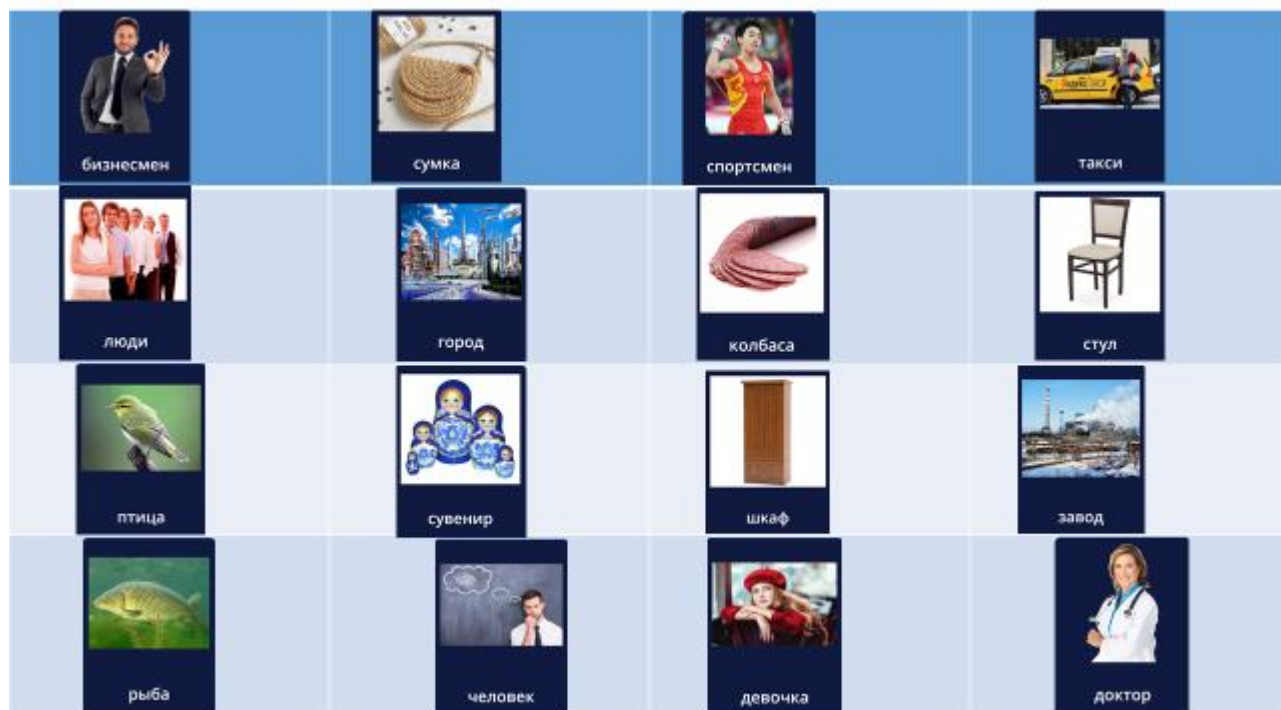 бизнесмен
сумка
спортсмен
такси
люди
город
колбаса
стул
птица
сувенир
шкаф
завод
рыба
человек
девочка
доктор